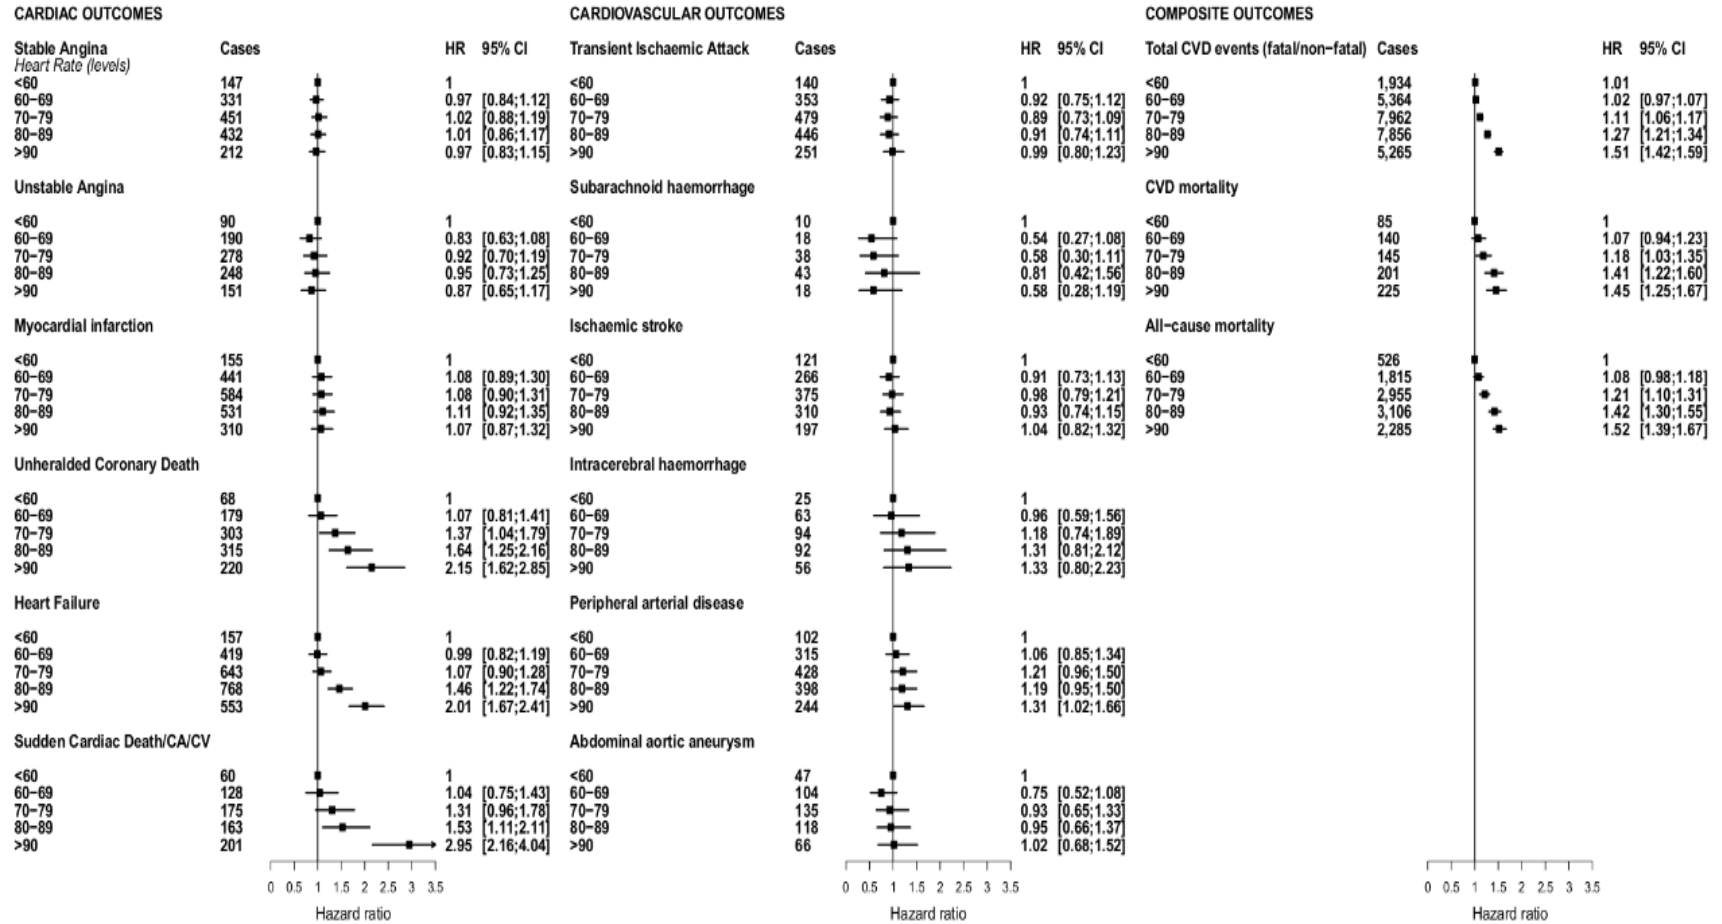 CARDIAC OUTCOMES
Stable Angina Cases HR 95% CI
Heart Rate (levels)
<60 147 1
60-69 331 0.97 [0.84;1.12]
70-79 451 1.02 [0.88;1.19]
80-89 432 1.01 [0.86;1.17]
>90 212 0.97 [0.83;1.15]
Unstable Angina
<60 90 1
60-69 190 0.83 [0.63;1.08]
70-79 278 0.92 [0.70;1.19]
80-89 248 0.95 [0.73;1.25]
>90 151 0.87 [0.65;1.17]
Myocardial infarction
<60 155 1
60-69 441 1.08 [0.89;1.30]
70-79 584 1.08 [0.90;1.31]
80-89 531 1.11 [0.92;1.35]
>90 310 1.07 [0.87;1.32]
Unheralded Coronary Death
<60 68 1
60-69 179 1.07 [0.81;1.41]
70-79 303 1.37 [1.04;1.79]
80-89 315 1.64 [1.25;2.16]
>90 220 2.15 [1.62;2.85]
Heart Failure
<60 157 1
60-69 419 0.99 [0.82;1.19]
70-79 643 1.07 [0.90;1.28]
80-89 768 1.46 [1.22;1.74]
>90 553 2.01 [1.67;2.41]
Sudden Cardiac Death/CA/CV
<60 60 1
60-69 128 1.04 [0.75;1.43]
70-79 175 1.31 [0.96;1.78]
80-89 163 1.53 [1.11;2.11]
>90 201 2.95 [2.16;4.04]
0 0.5 1 1.5 2 2.5 3 3.5
Hazard ratio
CARDIOVASCULAR OUTCOMES
Transient Ischaemic Attack Cases HR 95% CI
<60 140 1
60-69 353 0.92 [0.75;1.12]
70-79 479 0.89 [0.73;1.09]
80-89 446 0.91 [0.74;1.11]
>90 251 0.99 [0.80;1.23]
Subarachnoid haemorrhage
<60 10 1
60-69 18 0.54 [0.27;1.08]
70-79 38 0.58 [0.30;1.11]
80-89 43 0.81 [0.42;1.56]
>90 18 0.58 [0.28;1.19]
Ischaemic stroke
<60 121 1
60-69 266 0.91 [0.73;1.13]
70-79 375 0.98 [0.79;1.21]
80-89 310 0.93 [0.74;1.15]
>90 197 1.04 [0.82;1.32]
Intracerebral haemorrhage
<60 25 1
60-69 63 0.96 [0.59;1.56]
70-79 94 1.18 [0.74;1.89]
80-89 92 1.31 [0.81;2.12]
>90 56 1.33 [0.80;2.23]
Peripheral arterial disease
<60 102 1
60-69 315 1.06 [0.85;1.34]
70-79 428 1.21 [0.96;1.50]
80-89 398 1.19 [0.95;1.50]
>90 244 1.31 [1.02;1.66]
Abdominal aortic aneurysm
<60 47 1
60-69 104 0.75 [0.52;1.08]
70-79 135 0.93 [0.65;1.33]
80-89 118 0.95 [0.66;1.37]
>90 66 1.02 [0.68;1.52]
0 0.5 1 1.5 2 2.5 3 3.5
Hazard ratio
COMPOSITE OUTCOMES
Total CVD events (fatal/non-fatal) Cases HR 95% CI
<60 1,934 1.01
60-69 5,364 1.02 [0.97;1.07]
70-79 7,962 1.11 [1.06;1.17]
80-89 7,856 1.27 [1.21;1.34]
>90 5,265 1.51 [1.42;1.59]
CVD mortality
<60 85 1
60-69 140 1.07 [0.94;1.23]
70-79 145 1.18 [1.03;1.35]
80-89 201 1.41 [1.22;1.60]
>90 225 1.45 [1.25;1.67]
All-cause mortality
<60 526 1
60-69 1,815 1.08 [0.98;1.18]
70-79 2,955 1.21 [1.10;1.31]
80-89 3,106 1.42 [1.30;1.55]
>90 2,285 1.52 [1.39;1.67]
0 0.5 1 1.5 2 2.5 3 3.5
Hazard ratio